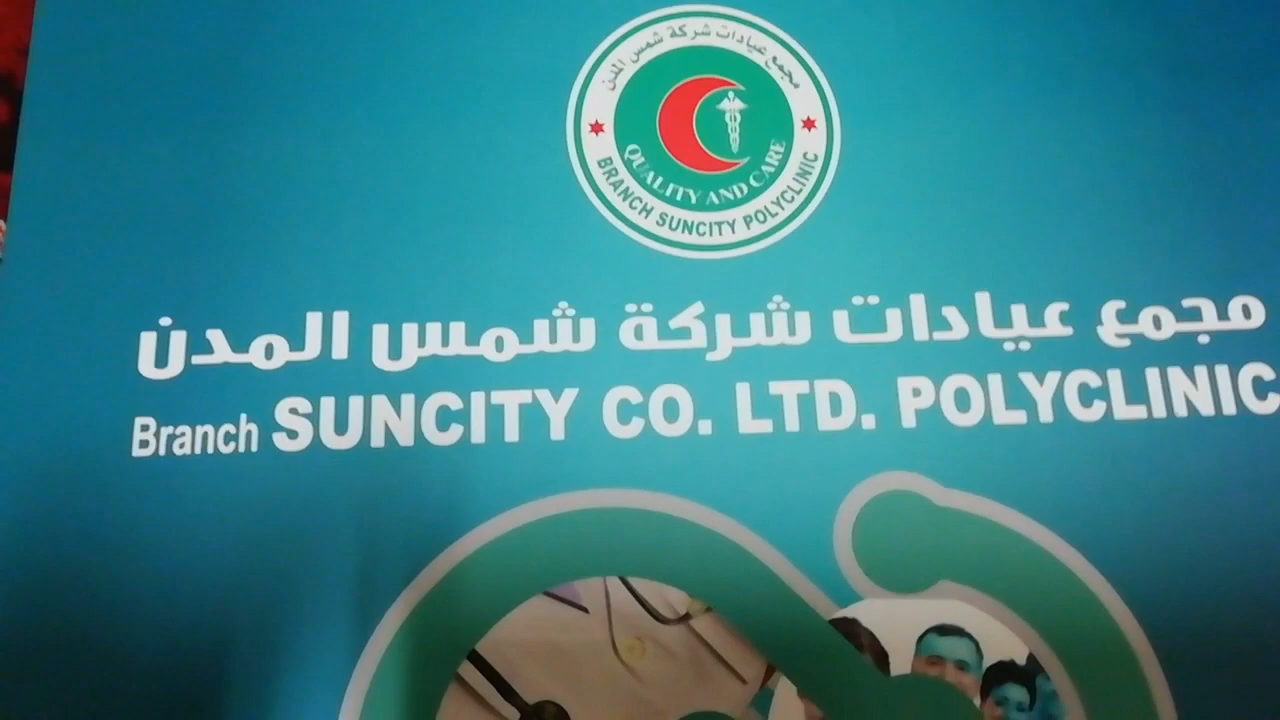 مجمع عيادات شركة شمس المدن
QUALITY AND CARE
BRANCH SUNCITY POLYCLINIC
مجمع عيادات شركة شمس المدن
Branch SUNCITY CO. LTD. POLYCLINIC